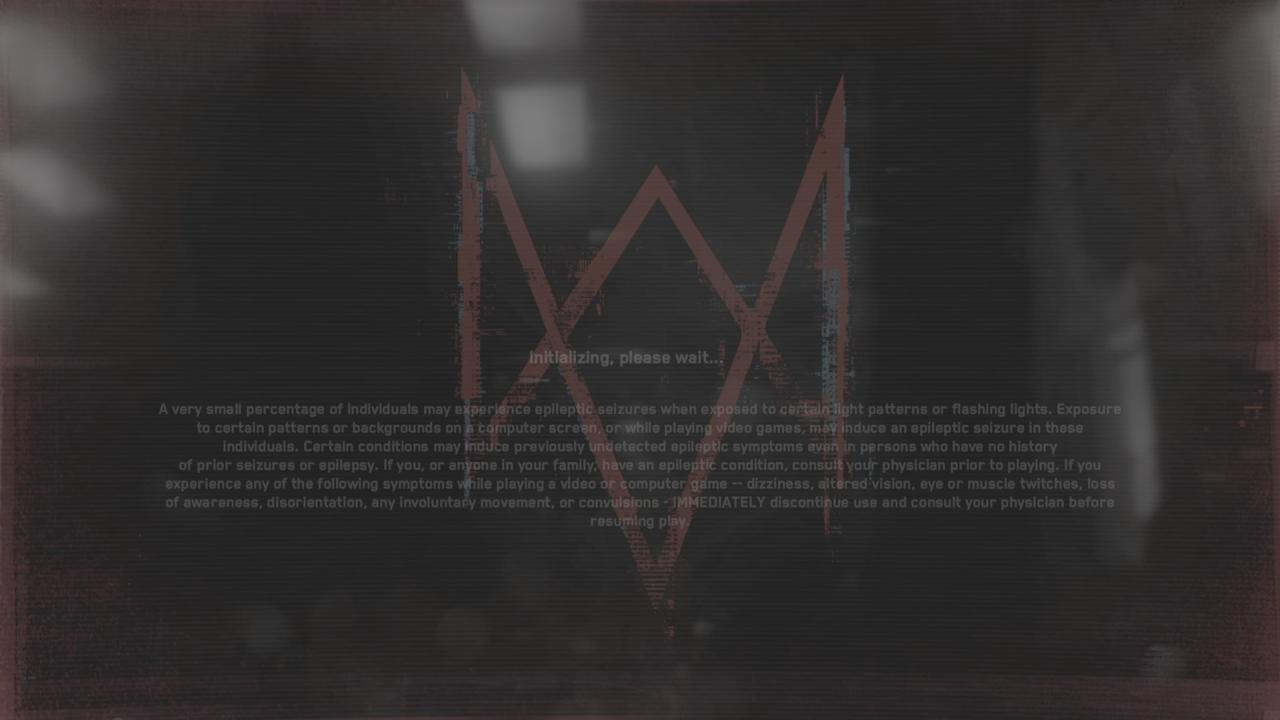 Initializing, please wait...
A very small percentage of individuals may experience epileptic seizures when exposed to certain light patterns or flashing lights. Exposure
to certain patterns or backgrounds on a computer screen, or while playing video games, may induce an epileptic seizure in these
individuals. Certain conditions may induce previously undetected epileptic symptoms even in persons who have no history
of prior seizures or epilepsy. If you, or anyone in your family, have an epileptic condition, consult your physician prior to playing. If you
experience any of the following symptoms while playing a video or computer game -- dizziness, altered vision, eye or muscle twitches, loss
of awareness, disorientation, any involuntary movement, or convulsions - IMMEDIATELY discontinue use and consult your physician before
resuming play.